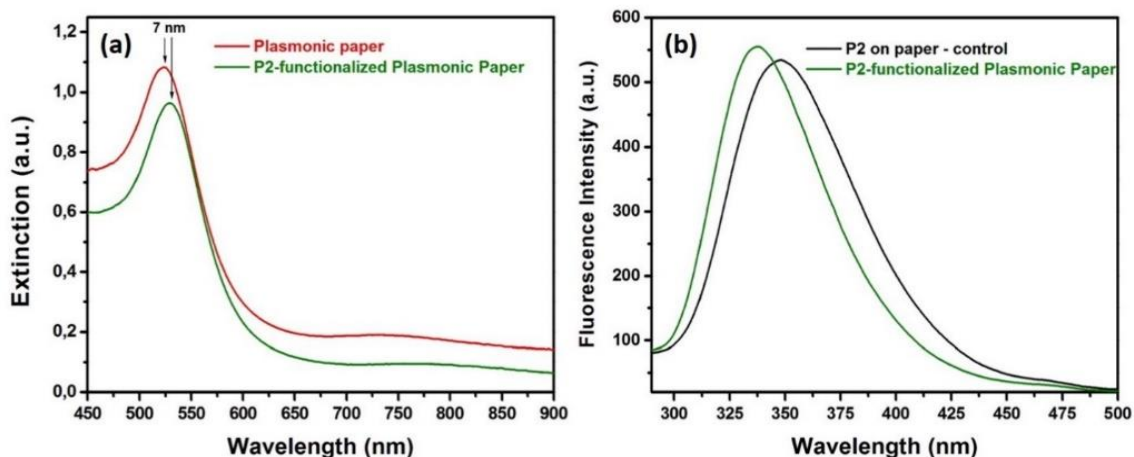 (a)
7 nm
Plasmonic paper
P2-functionalized Plasmonic Paper
Extinction (a.u.)
1,2
1,0
0,8
0,6
0,4
0,2
0,0
450 500 550 600 650 700 750 800 850 900
Wavelength (nm)
(b)
P2 on paper - control
P2-functionalized Plasmonic Paper
Fluorescence Intensity (a.u.)
600
500
400
300
200
100
300 325 350 375 400 425 450 475 500
Wavelength (nm)